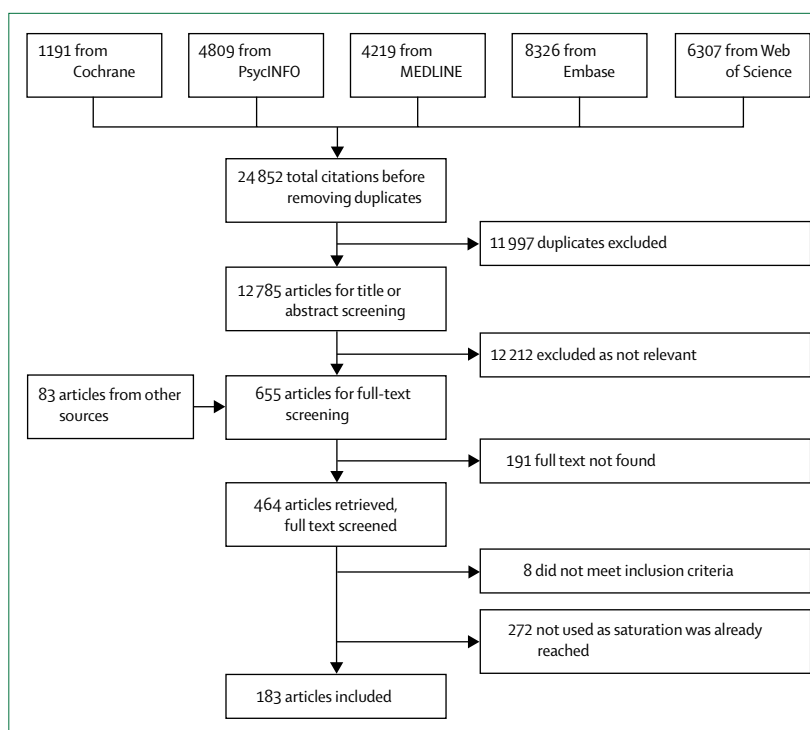 1191 from
Cochrane
4809 from
PsycINFO
4219 from
MEDLINE
8326 from
Embase
6307 from Web
of Science
24 852 total citations before
removing duplicates
11 997 duplicates excluded
12 785 articles for title or
abstract screening
12 212 excluded as not relevant
83 articles from other
sources
655 articles for full-text
screening
191 full text not found
464 articles retrieved,
full text screened
8 did not meet inclusion criteria
272 not used as saturation was already
reached
183 articles included